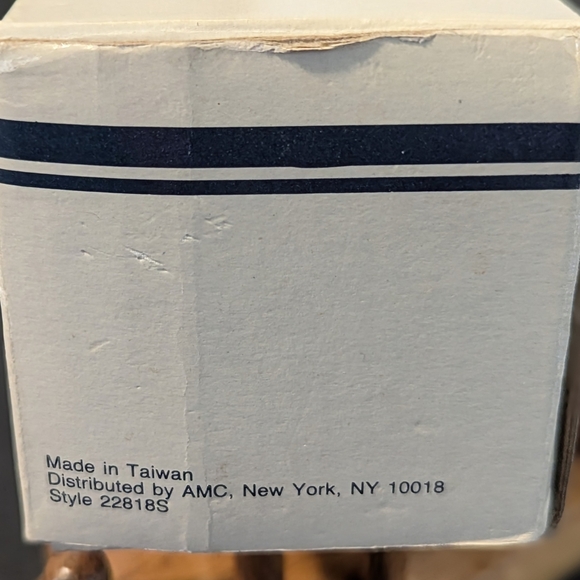 Made in Taiwan
Distributed by AMC, New York, NY 10018
Style 22818S